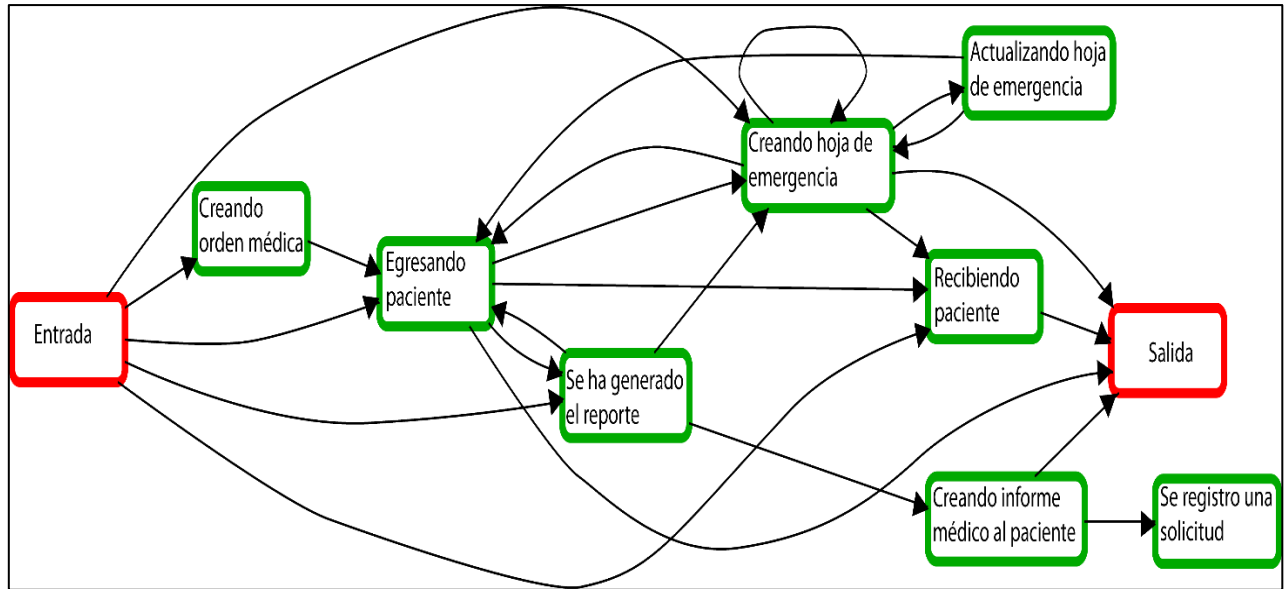 Actualizando hoja
de emergencia
Creando hoja de
emergencia
Creando
orden médica
Egresando
paciente
Recibiendo
paciente
Entrada
Salida
Se ha generado
el reporte
Creando informe
médico al paciente
Se registro una
solicitud